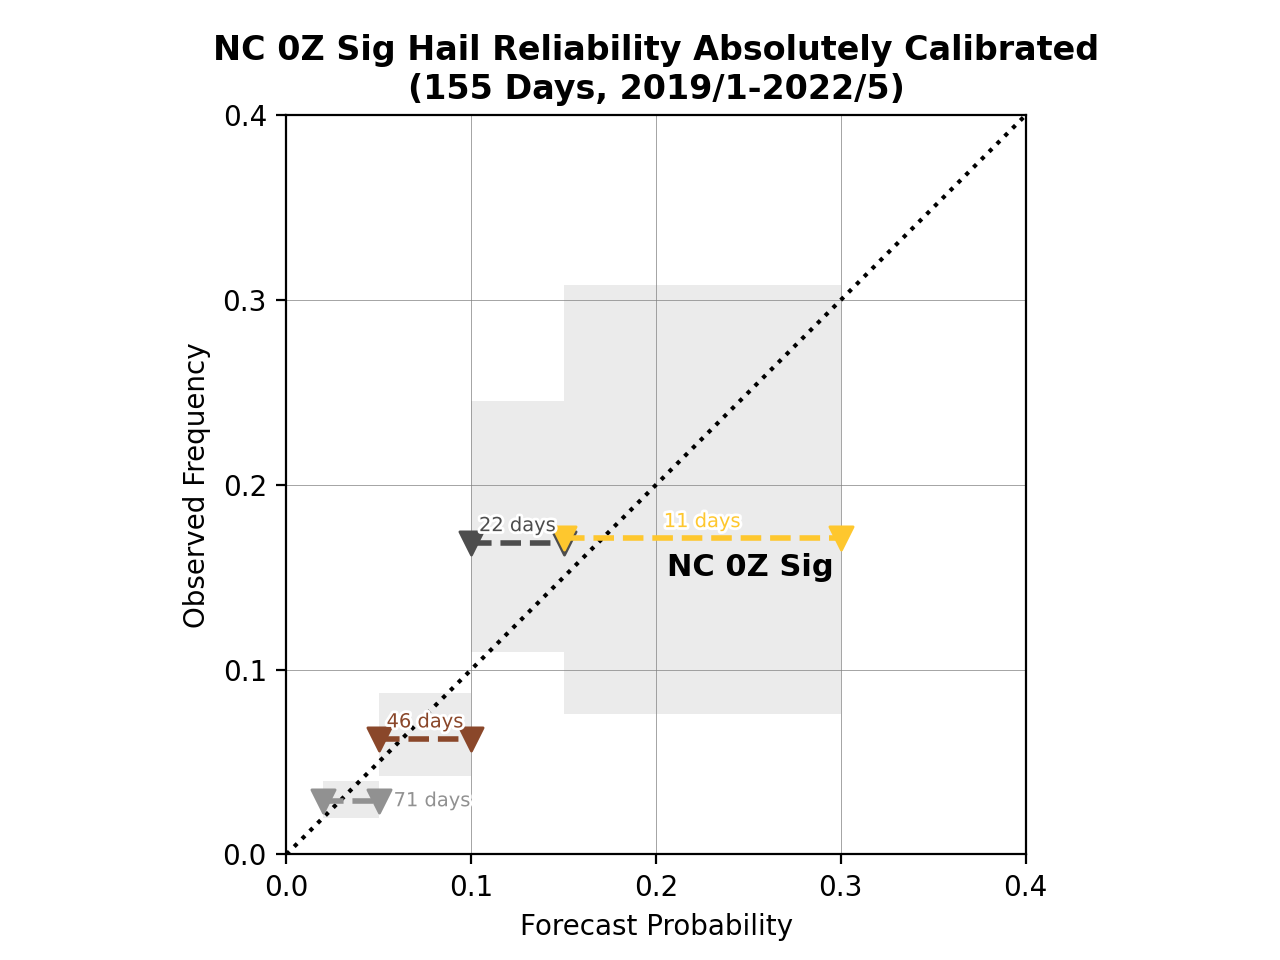 NC 0Z Sig Hail Reliability Absolutely Calibrated
(155 Days, 2019/1-2022/5)
0.4
0.3
0.2
0.1
0.0
Observed Frequency
22 days
11 days
NC 0Z Sig
46 days
71 days
0.0 0.1 0.2 0.3 0.4
Forecast Probability